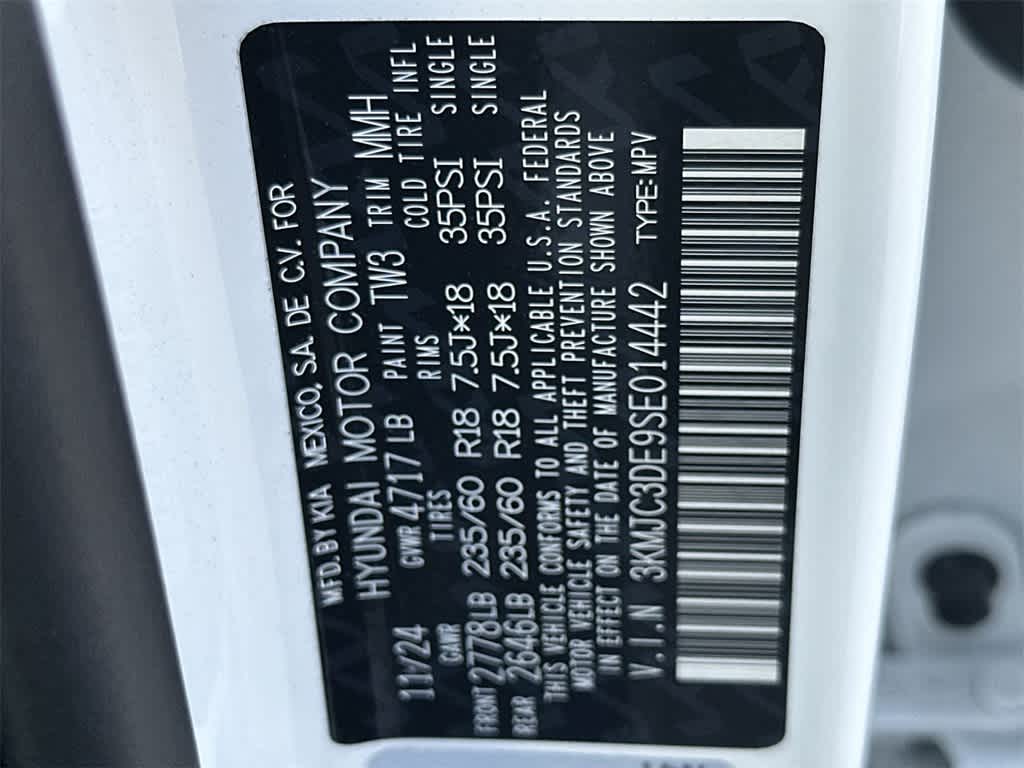 MFD. BY KIA MEXICO, S.A. DE C.V. FOR
HYUNDAI MOTOR COMPANY
11/24 GVWR 4717 LB PAINT TW3 TRIM MMH
GAWR TIRES RIMS COLD TIRE INFL
FRONT 2778LB 235/60 R18 7.5J*18 35PSI SINGLE
REAR 2646LB 235/60 R18 7.5J*18 35PSI SINGLE
THIS VEHICLE CONFORMS TO ALL APPLICABLE U.S.A. FEDERAL
MOTOR VEHICLE SAFETY AND THEFT PREVENTION STANDARDS
IN EFFECT ON THE DATE OF MANUFACTURE SHOWN ABOVE
V.I.N 3KMJC3DE9SE014442 TYPE:MPV